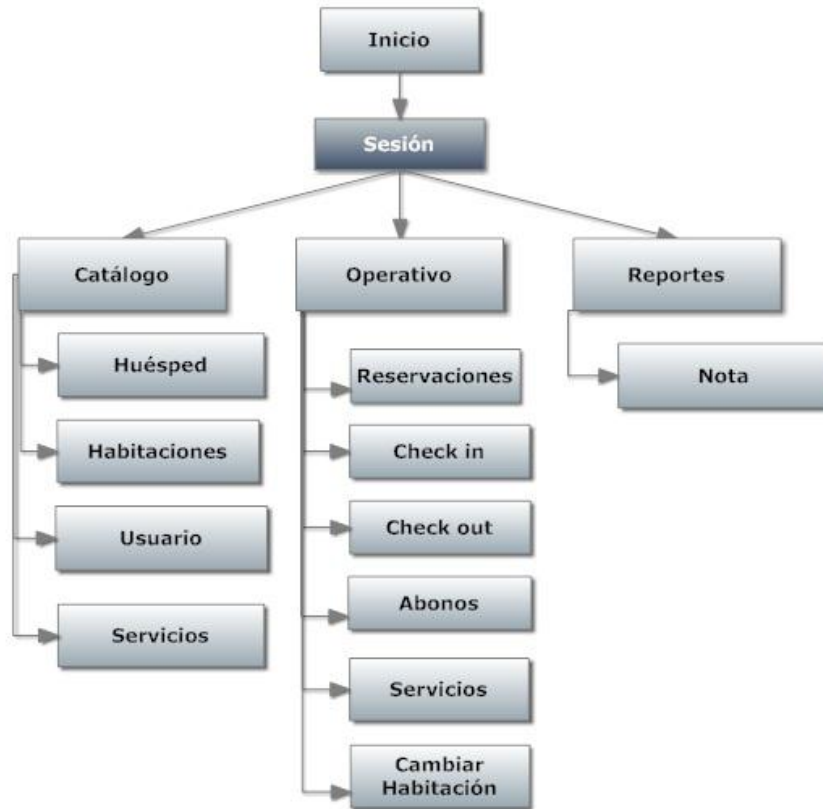 Inicio
Sesión
Catálogo
Huésped
Habitaciones
Usuario
Servicios
Operativo
Reservaciones
Check in
Check out
Abonos
Servicios
Cambiar
Habitación
Reportes
Nota